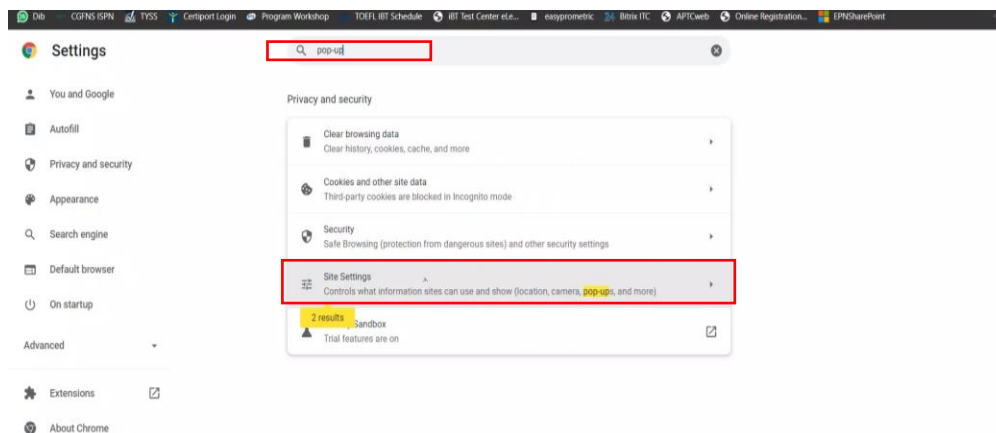 Dib CGFNS ISPN TYSS Certiport Login Program Workshop TOEFL IBT Schedule iBT Test Center eLe... easyprometric Bitrix ITC APTCweb Online Registration... EPNSharePoint
Settings
pop-up
You and Google
Autofill
Privacy and security
Appearance
Search engine
Default browser
On startup
Advanced
Extensions
About Chrome
Privacy and security
Clear browsing data
Clear history, cookies, cache, and more
Cookies and other site data
Third-party cookies are blocked in Incognito mode
Security
Safe Browsing (protection from dangerous sites) and other security settings
Site Settings
Controls what information sites can use and show (location, camera, pop-ups, and more)
2 results
Sandbox
Trial features are on